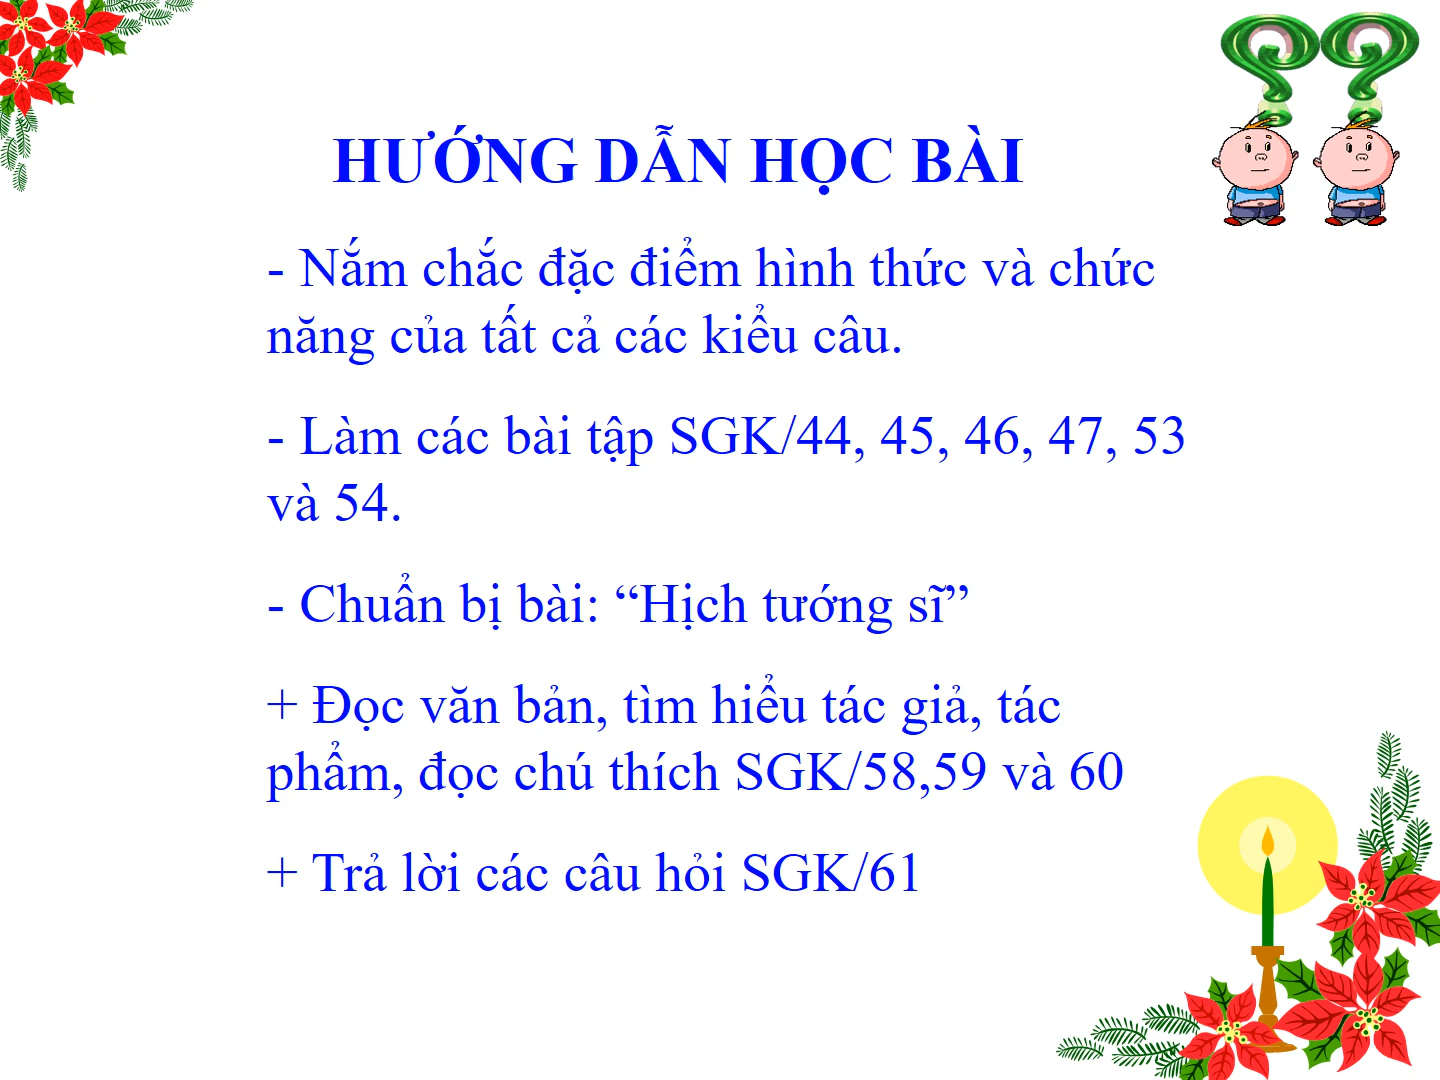 HƯỚNG DẪN HỌC BÀI
- Nắm chắc đặc điểm hình thức và chức
năng của tất cả các kiểu câu.
- Làm các bài tập SGK/44, 45, 46, 47, 53
và 54.
- Chuẩn bị bài: “Hịch tướng sĩ”
+ Đọc văn bản, tìm hiểu tác giả, tác
phẩm, đọc chú thích SGK/58,59 và 60
+ Trả lời các câu hỏi SGK/61